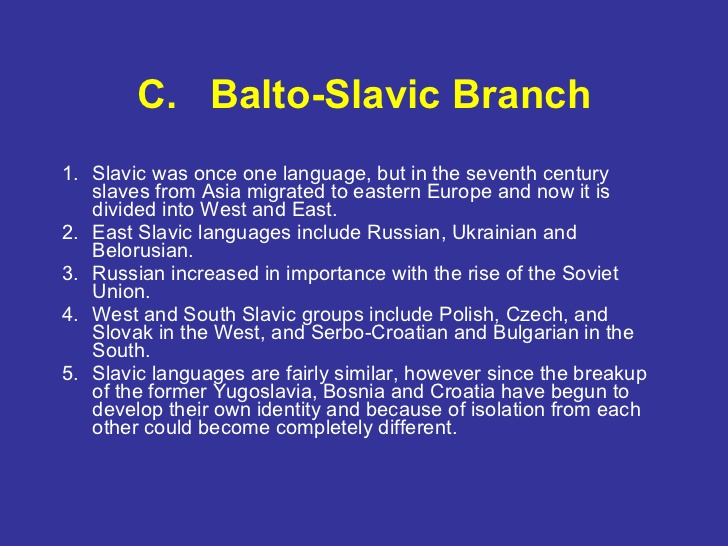 C. Balto-Slavic Branch
1. Slavic was once one language, but in the seventh century
slaves from Asia migrated to eastern Europe and now it is
divided into West and East.
2. East Slavic languages include Russian, Ukrainian and
Belorusian.
3. Russian increased in importance with the rise of the Soviet
Union.
4. West and South Slavic groups include Polish, Czech, and
Slovak in the West, and Serbo-Croatian and Bulgarian in the
South.
5. Slavic languages are fairly similar, however since the breakup
of the former Yugoslavia, Bosnia and Croatia have begun to
develop their own identity and because of isolation from each
other could become completely different.